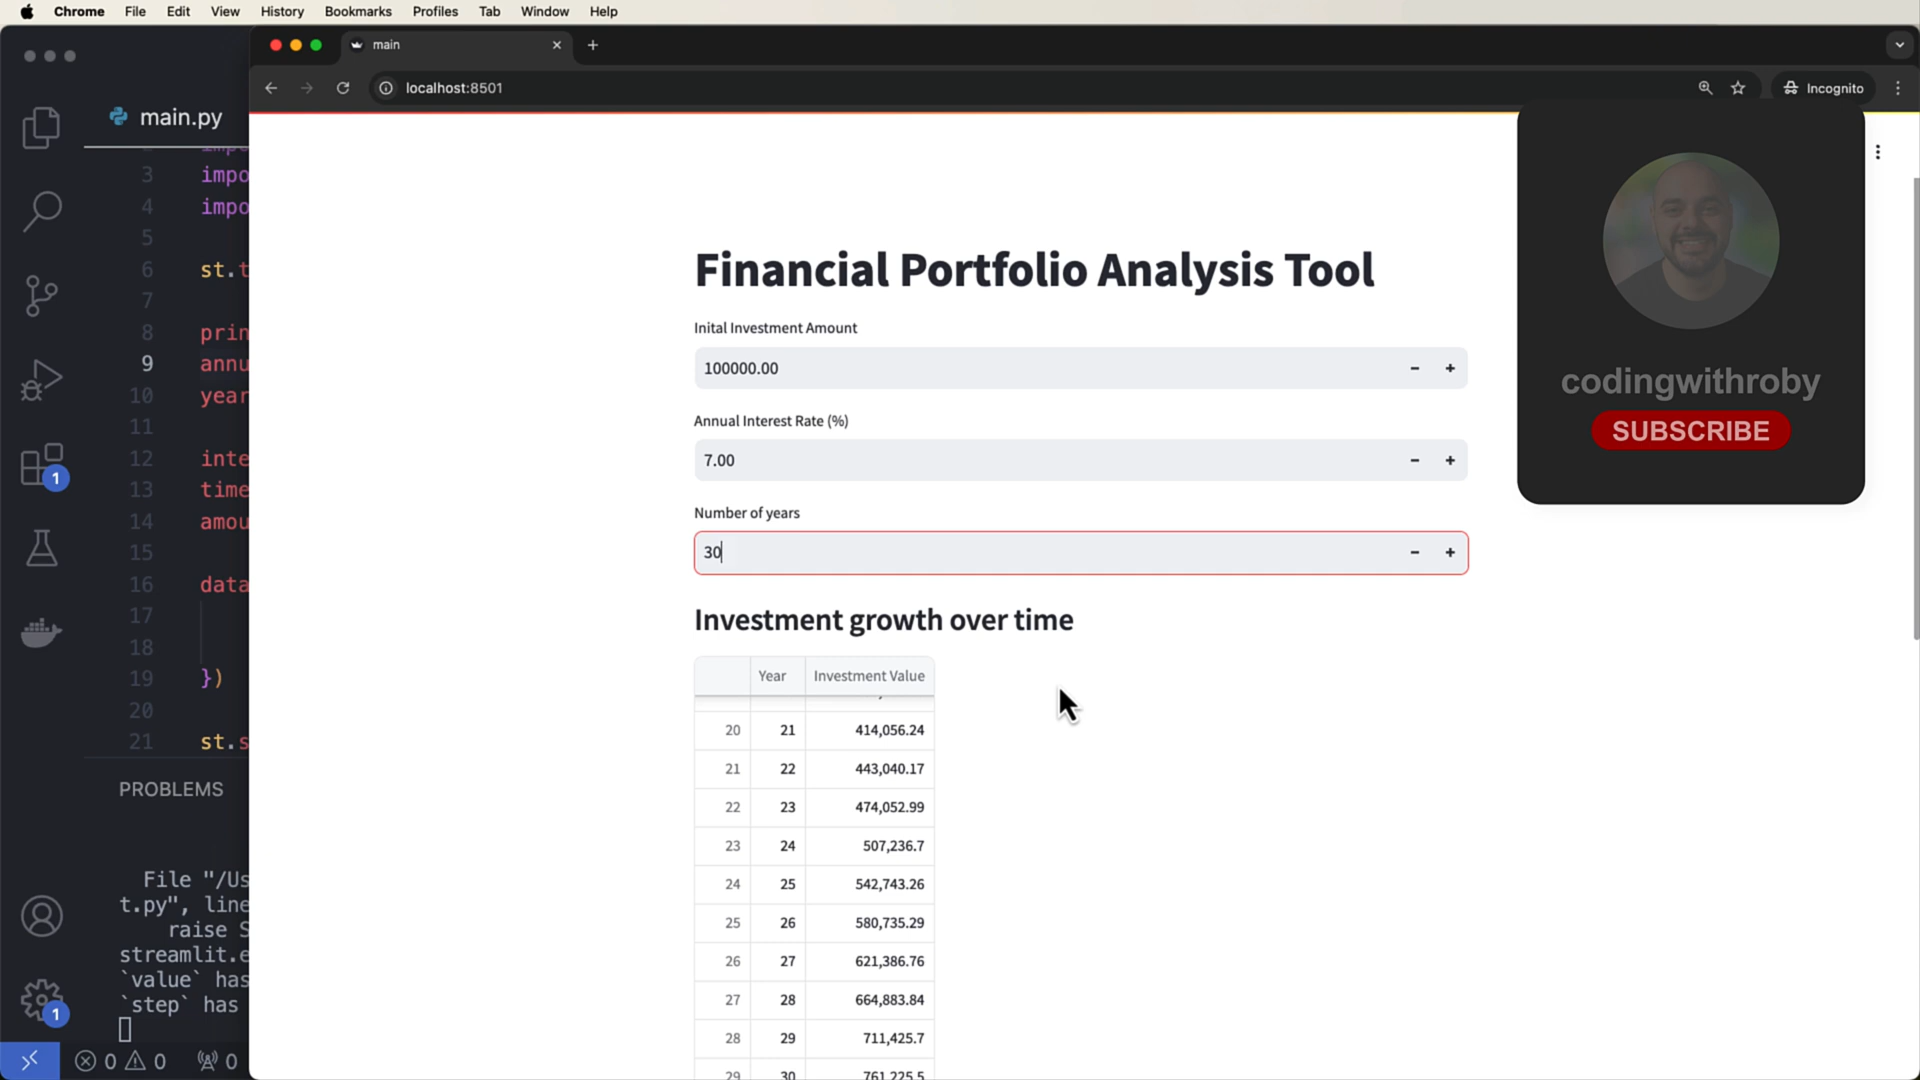 Chrome File Edit View History Bookmarks Profiles Tab Window Help
main
localhost:8501
Incognito
main.py
3 impo
4 impo
5
6 st.t
7
8 prin
9 annu
10 year
11
12 inte
13 time
14 amou
15
16 data
17
18
19 })
20
21 st.s
PROBLEMS
File "/Us
t.py", line
raise S
streamlit.e
`value` has
`step` has
0 0 0
1
1
Financial Portfolio Analysis Tool
Inital Investment Amount
100000.00 - +
Annual Interest Rate (%)
7.00 - +
Number of years
30 - +
Investment growth over time
Year Investment Value
20 21 414,056.24
21 22 443,040.17
22 23 474,052.99
23 24 507,236.7
24 25 542,743.26
25 26 580,735.29
26 27 621,386.76
27 28 664,883.84
28 29 711,425.7
29 30 761,225.5
codingwithroby
SUBSCRIBE